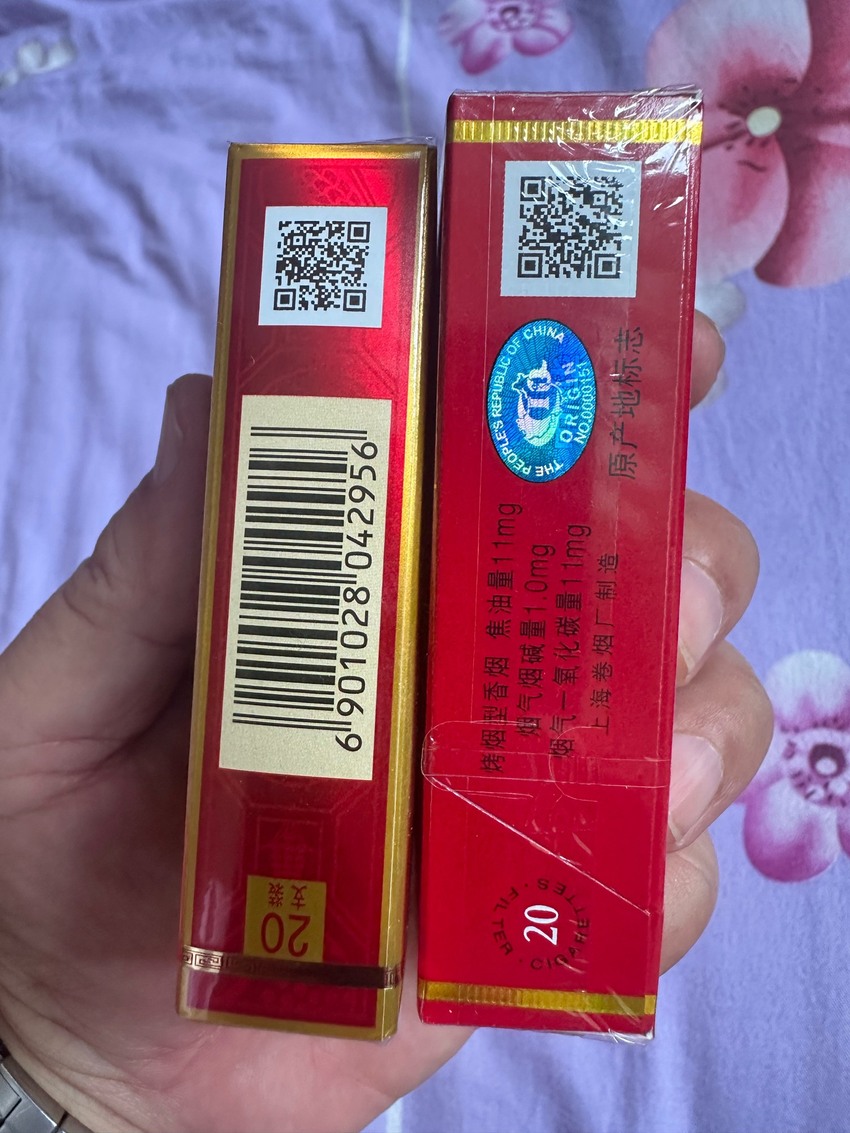 6 901028 042956
20
支装
THE PEOPLE'S REPUBLIC OF CHINA
ORIGIN
NO.0000151
原产地标志
烤烟型香烟 焦油量11mg
烟气烟碱量1.0mg
烟气一氧化碳量11mg
上海卷烟厂制造
20
FILTER · CIGARETTES ·